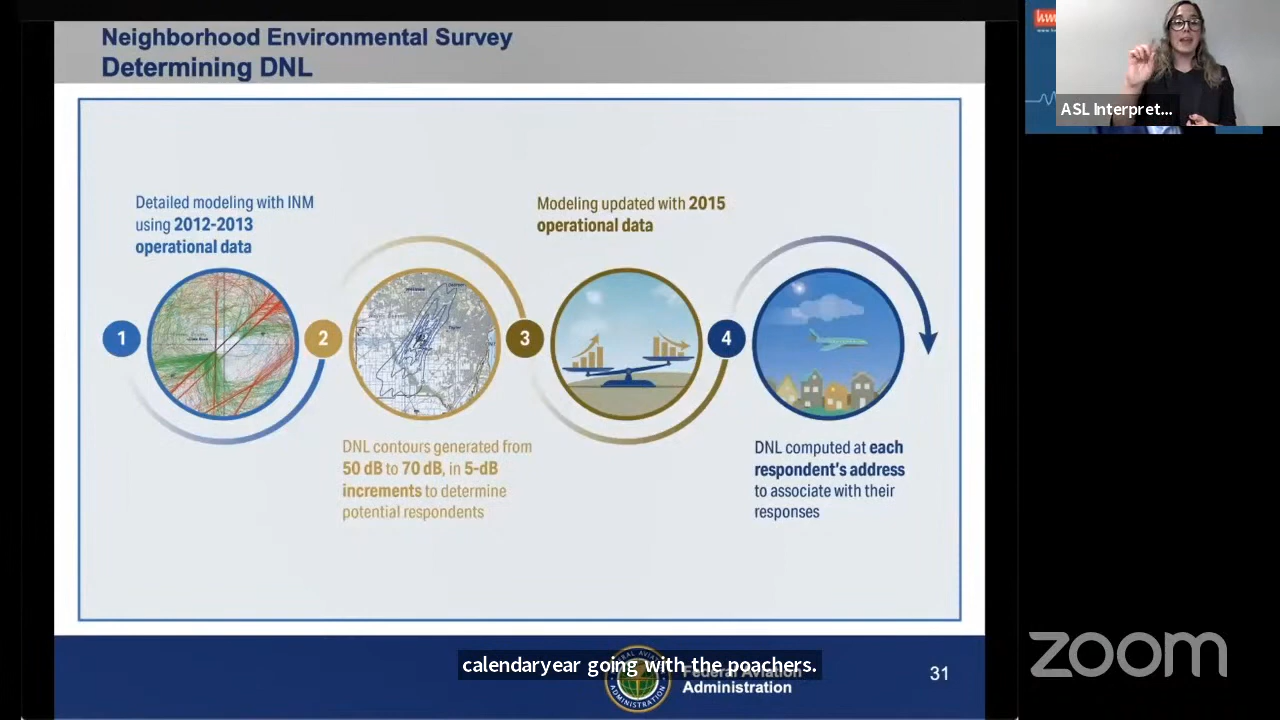 Neighborhood Environmental Survey
Determining DNL
Detailed modeling with INM
using 2012-2013
operational data
Modeling updated with 2015
operational data
1
2
3
4
DNL contours generated from
50 dB to 70 dB, in 5-dB
increments to determine
potential respondents
DNL computed at each
respondent's address
to associate with their
responses
calendaryear going with the poachers.
Federal Aviation
Administration
31
ASL Interpret...
zoom